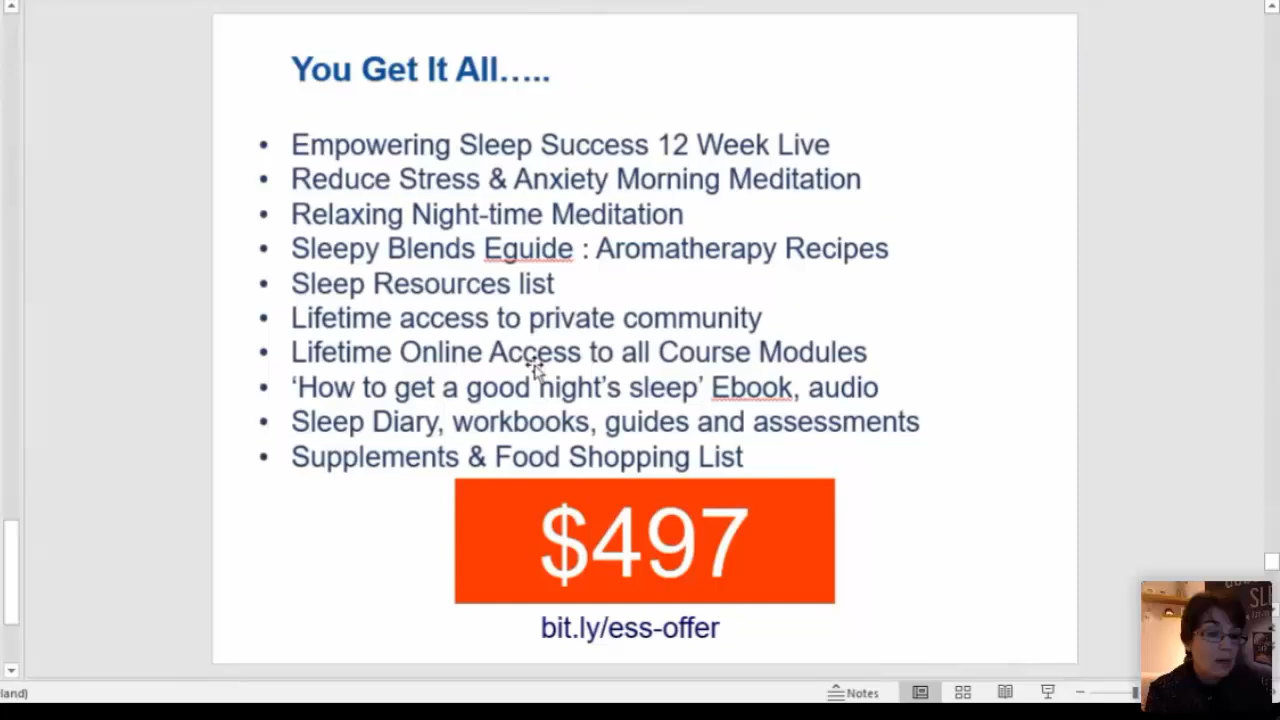 You Get It All…..
• Empowering Sleep Success 12 Week Live
• Reduce Stress & Anxiety Morning Meditation
• Relaxing Night-time Meditation
• Sleepy Blends Eguide : Aromatherapy Recipes
• Sleep Resources list
• Lifetime access to private community
• Lifetime Online Access to all Course Modules
• ‘How to get a good night’s sleep’ Ebook, audio
• Sleep Diary, workbooks, guides and assessments
• Supplements & Food Shopping List
$497
bit.ly/ess-offer
land)
Notes